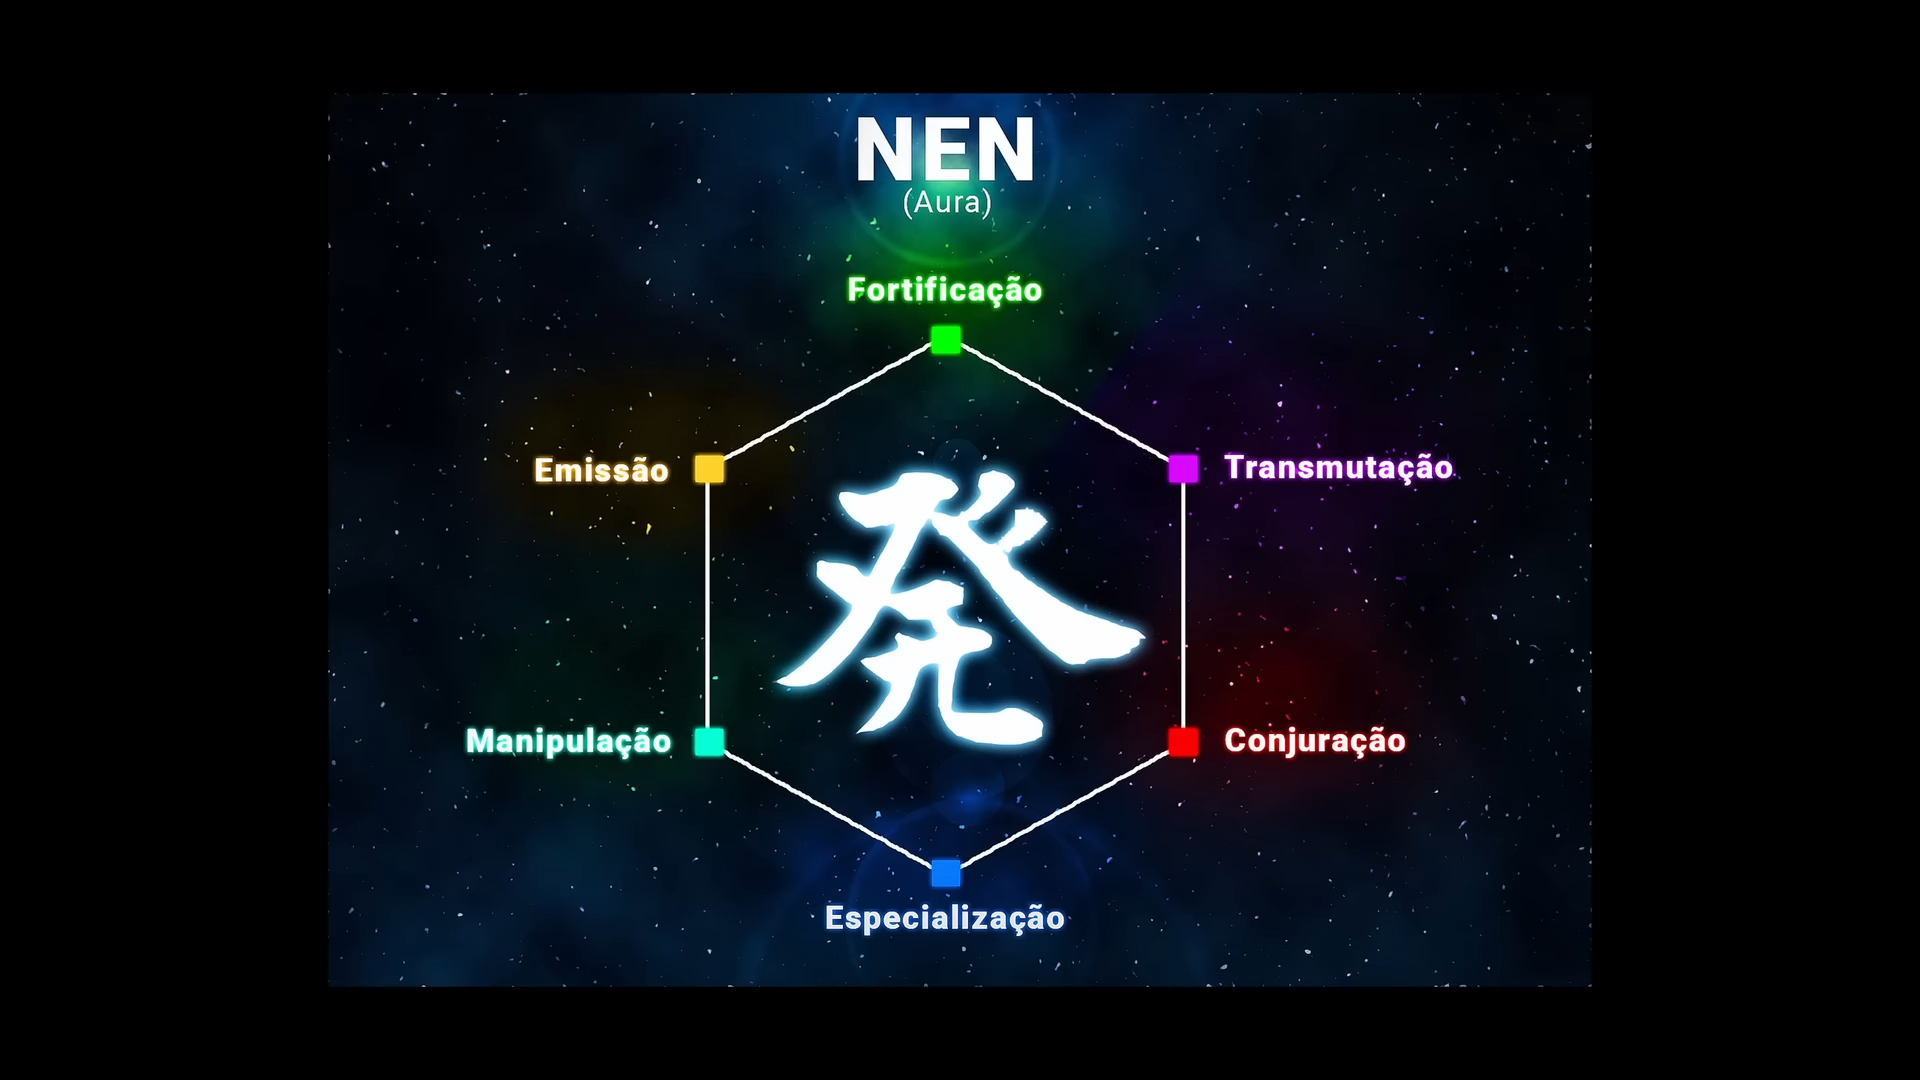 NEN
(Aura)
Fortificação
Emissão
Transmutação
発
Manipulação
Conjuração
Especialização